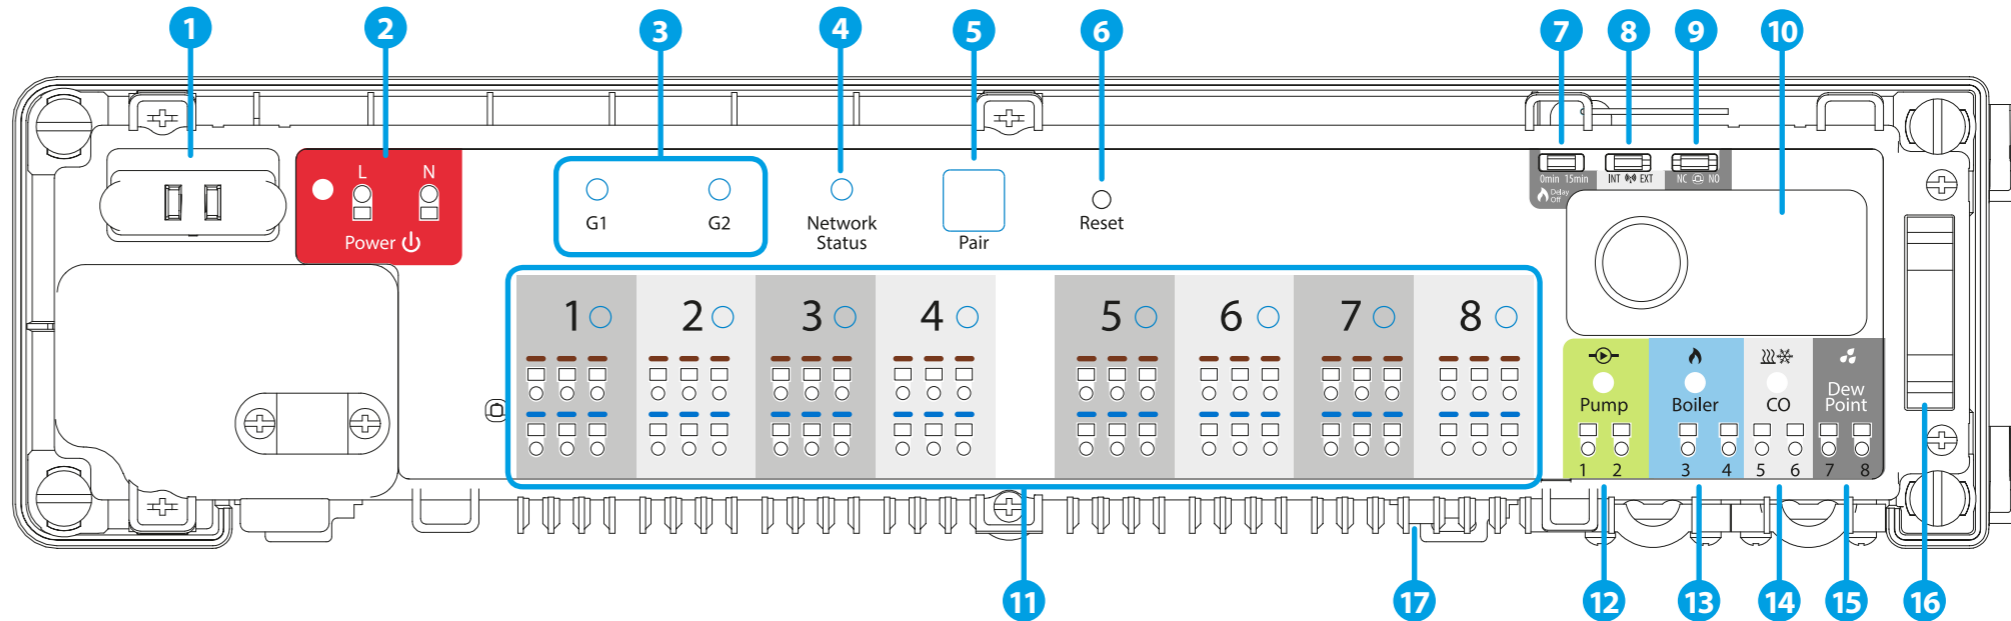 1 2 3 4 5 6 7 8 9 10
L N
Power
G1 G2
Network
Status
Pair
Reset
0min 15min
Delay
Off
INT EXT
NC NO
1 2 3 4 5 6 7 8
Pump
Boiler
CO
Dew
Point
1 2 3 4 5 6 7 8
11 17 12 13 14 15 16